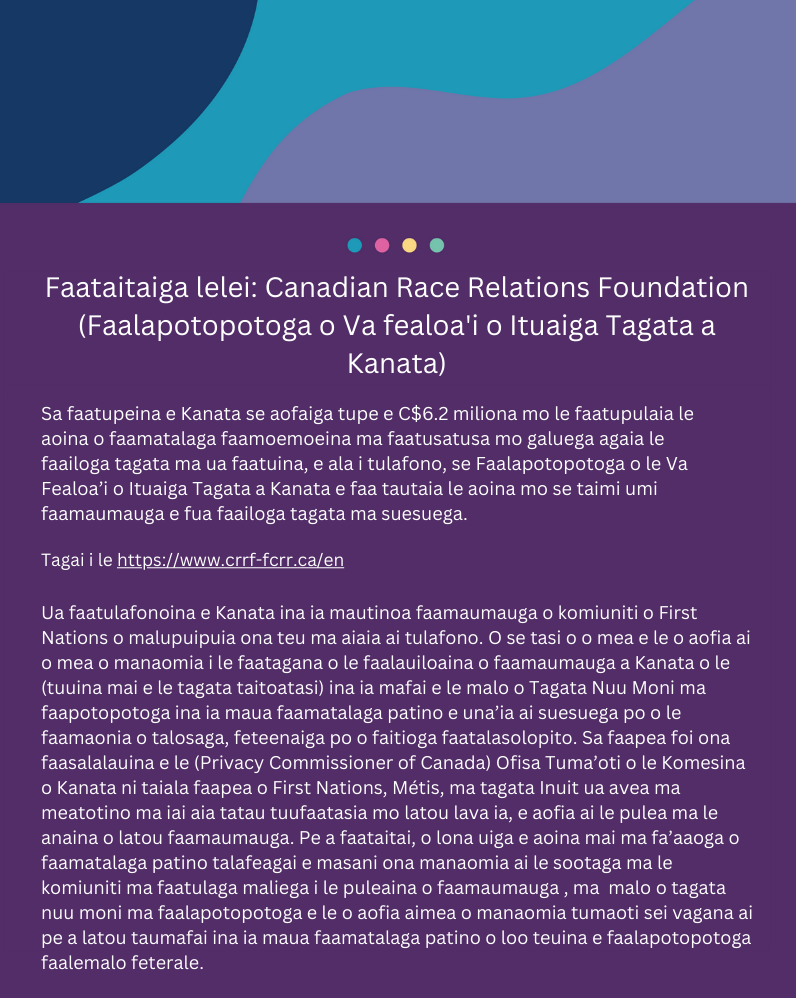 Faataitaiga lelei: Canadian Race Relations Foundation
(Faalapotopotoga o Va fealoa'i o Ituaiga Tagata a
Kanata)
Sa faatupeina e Kanata se aofaiga tupe e C$6.2 miliona mo le faatupulaia le
aoina o faamatalaga faamoemoeina ma faatusatusa mo galuega agaia le
faailoga tagata ma ua faatuina, e ala i tulafono, se Faalapotopotoga o le Va
Fealoa’i o Ituaiga Tagata a Kanata e faa tautaia le aoina mo se taimi umi
faamaumauga e fua faailoga tagata ma suesuega.
Tagai i le https://www.crrf-fcrr.ca/en
Ua faatulafonoina e Kanata ina ia mautinoa faamaumauga o komiuniti o First
Nations o malupuipuia ona teu ma aiaia ai tulafono. O se tasi o o mea e le o aofia ai
o mea o manaomia i le faatagana o le faalauiloaina o faamaumauga a Kanata o le
(tuuina mai e le tagata taitoatasi) ina ia mafai e le malo o Tagata Nuu Moni ma
faapotopotoga ina ia maua faamatalaga patino e una’ia ai suesuega po o le
faamaonia o talosaga, feteenaiga po o faitioga faatalasolopito. Sa faapea foi ona
faasalalauina e le (Privacy Commissioner of Canada) Ofisa Tuma’oti o le Komesina
o Kanata ni taiala faapea o First Nations, Métis, ma tagata Inuit ua avea ma
meatotino ma iai aia tatau tuufaatasia mo latou lava ia, e aofia ai le pulea ma le
anaina o latou faamaumauga. Pe a faataitai, o lona uiga e aoina mai ma fa’aaoga o
faamatalaga patino talafeagai e masani ona manaomia ai le sootaga ma le
komiuniti ma faatulaga maliega i le puleaina o faamaumauga , ma  malo o tagata
nuu moni ma faalapotopotoga e le o aofia aimea o manaomia tumaoti sei vagana ai
pe a latou taumafai ina ia maua faamatalaga patino o loo teuina e faalapotopotoga
faalemalo feterale.